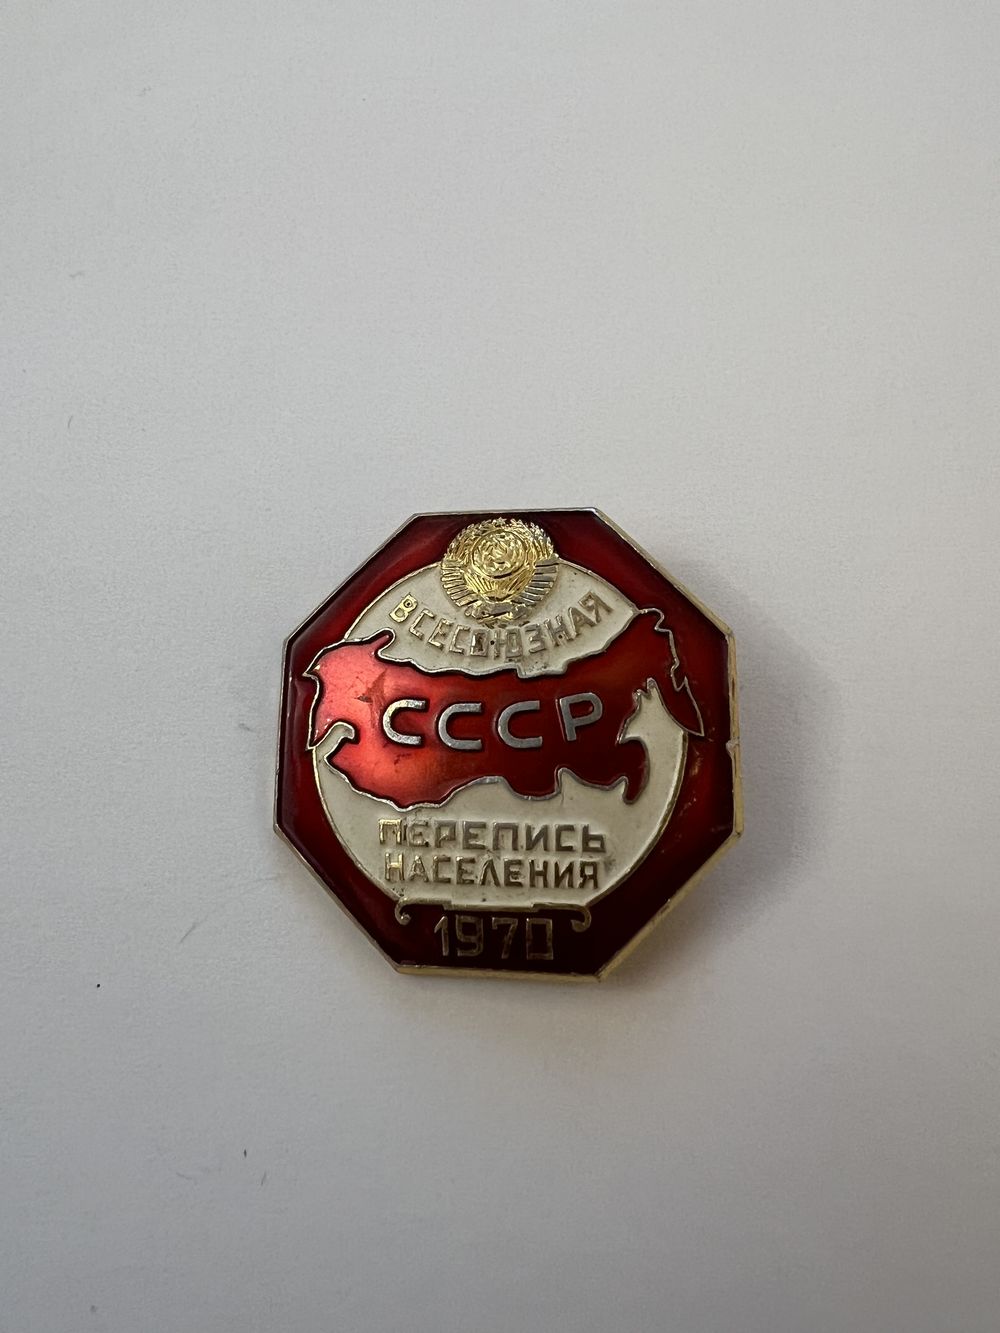 ВСЕСОЮЗНАЯ
СССР
ПЕРЕПИСЬ
НАСЕЛЕНИЯ
1970